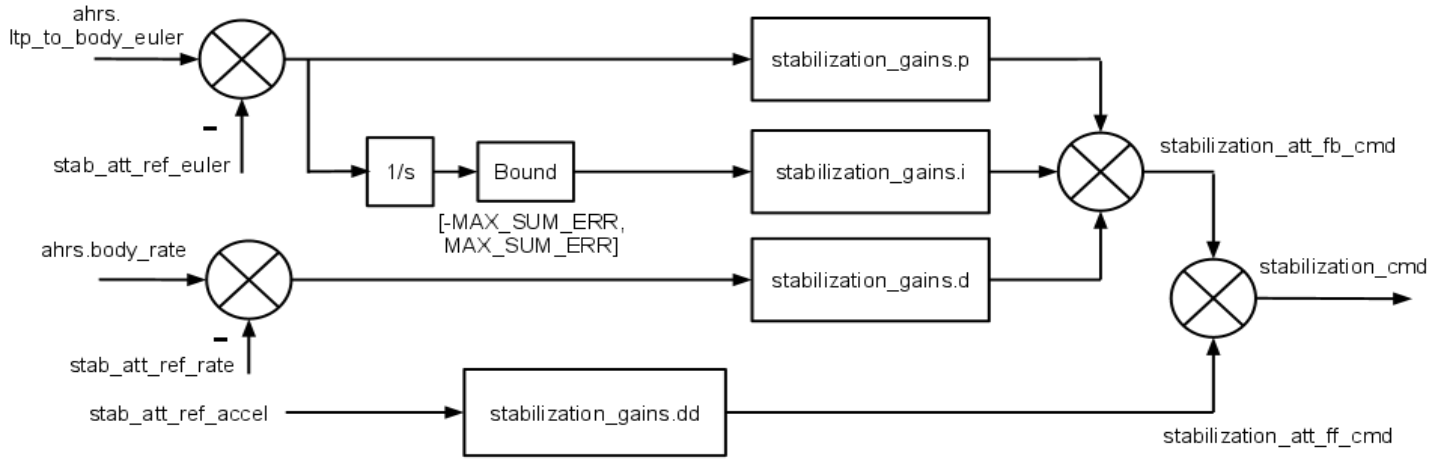 ahrs.
ltp_to_body_euler
stabilization_gains.p
-
stab_att_ref_euler
1/s
Bound
stabilization_gains.i
stabilization_att_fb_cmd
[-MAX_SUM_ERR,
MAX_SUM_ERR]
ahrs.body_rate
stabilization_gains.d
stabilization_cmd
-
stab_att_ref_rate
stab_att_ref_accel
stabilization_gains.dd
stabilization_att_ff_cmd